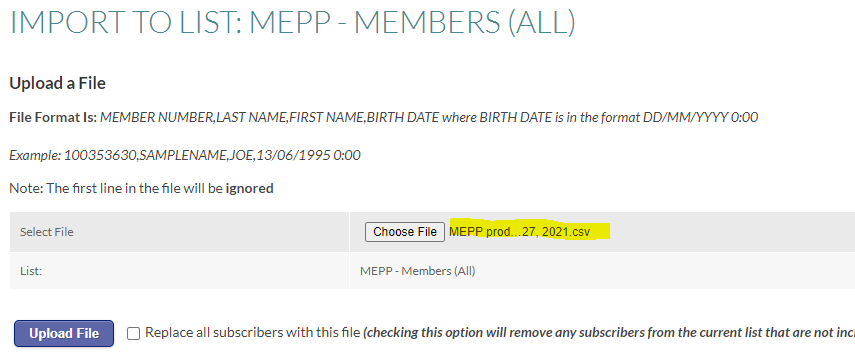 IMPORT TO LIST: MEPP - MEMBERS (ALL)
Upload a File
File Format Is: MEMBER NUMBER,LAST NAME,FIRST NAME,BIRTH DATE where BIRTH DATE is in the format DD/MM/YYYY 0:00
Example: 100353630,SAMPLENAME,JOE,13/06/1995 0:00
Note: The first line in the file will be ignored
Select File Choose File MEPP prod...27, 2021.csv
List: MEPP - Members (All)
Upload File Replace all subscribers with this file (checking this option will remove any subscribers from the current list that are not